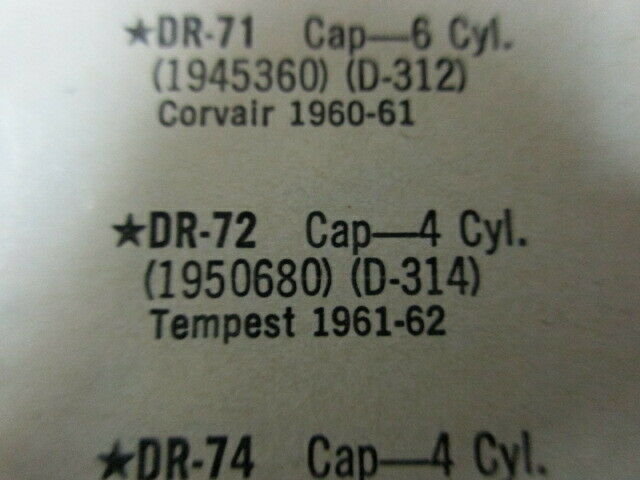 ★DR-71 Cap—6 Cyl.
(1945360) (D-312)
Corvair 1960-61
★DR-72 Cap—4 Cyl.
(1950680) (D-314)
Tempest 1961-62
★DR-74 Cap—4 Cyl.